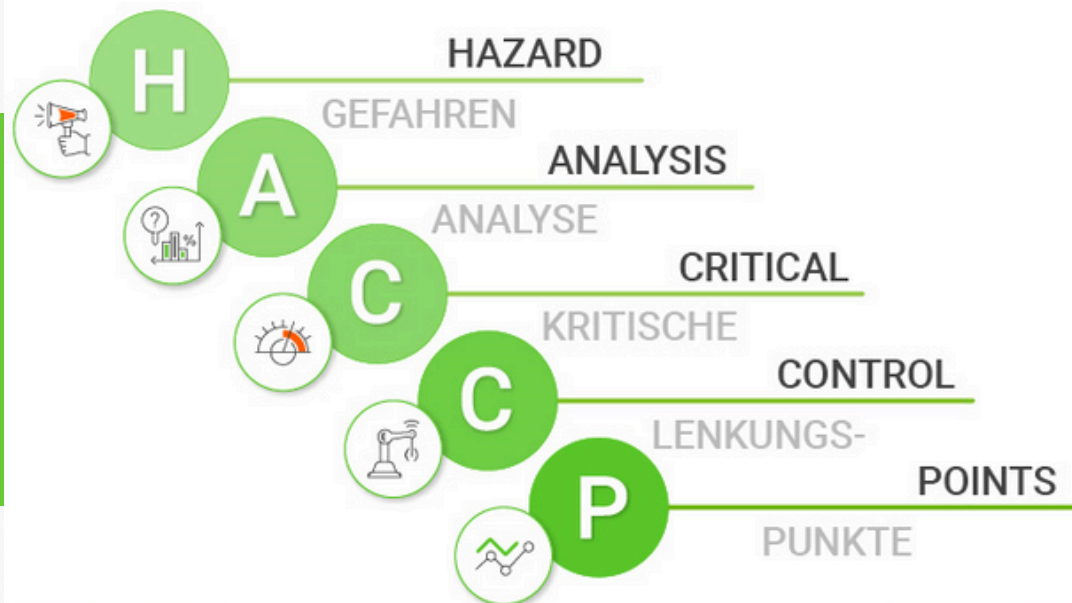 H HAZARD
GEFAHREN
A ANALYSIS
? % ANALYSE
C CRITICAL
KRITISCHE
C CONTROL
LENKUNGS-
P POINTS
PUNKTE